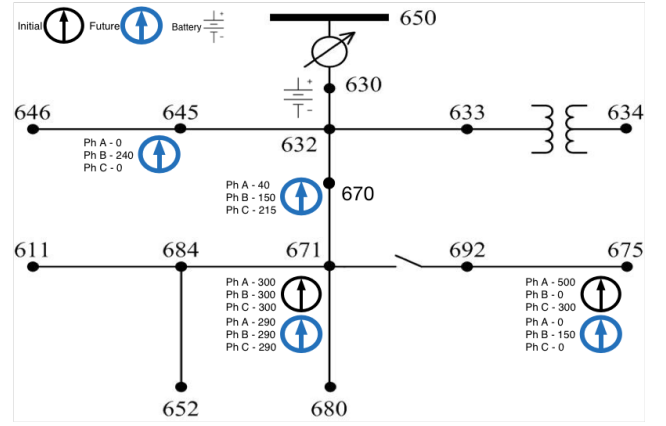 Initial Future Battery + -
650
+ - 630
646 645 632 633 634
Ph A - 0
Ph B - 240
Ph C - 0
Ph A - 40
Ph B - 150
Ph C - 215
670
611 684 671 692 675
Ph A - 300
Ph B - 300
Ph C - 300
Ph A - 290
Ph B - 290
Ph C - 290
Ph A - 500
Ph B - 0
Ph C - 300
Ph A - 0
Ph B - 150
Ph C - 0
652 680